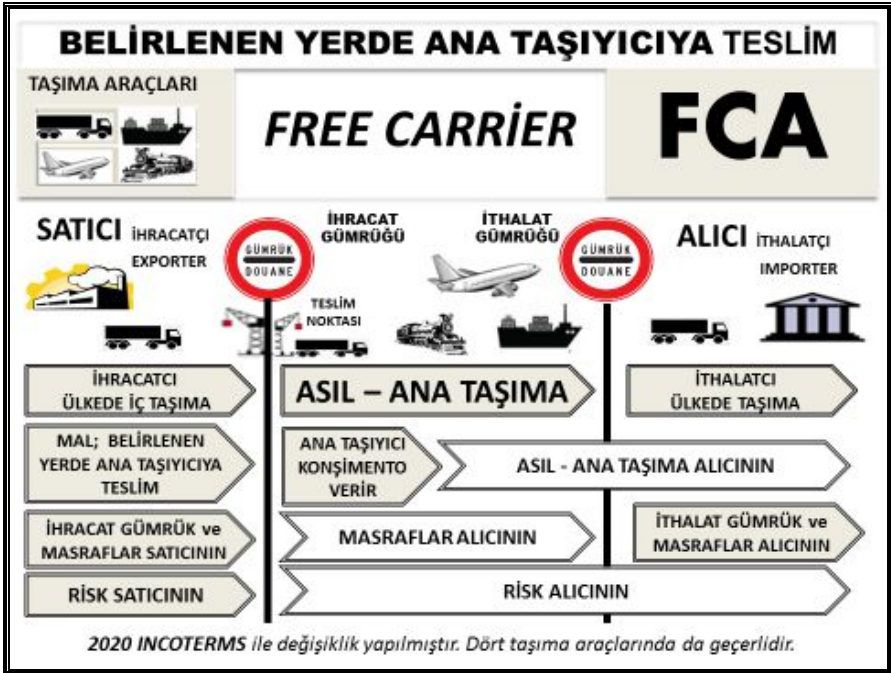 BELİRLENEN YERDE ANA TAŞIYICIYA TESLİM
TAŞIMA ARAÇLARI
FREE CARRİER
FCA
SATICI İHRACATÇI
EXPORTER
GÜMRÜK
DOUANE
İHRACAT
GÜMRÜĞÜ
İTHALAT
GÜMRÜĞÜ
GÜMRÜK
DOUANE
ALICI İTHALATÇI
IMPORTER
TESLİM
NOKTASI
İHRACATCI
ÜLKEDE İÇ TAŞIMA
ASIL – ANA TAŞIMA
İTHALATCI
ÜLKEDE TAŞIMA
MAL; BELİRLENEN
YERDE ANA TAŞIYICIYA
TESLİM
ANA TAŞIYICI
KONŞİMENTO
VERİR
ASIL - ANA TAŞIMA ALICININ
İHRACAT GÜMRÜK ve
MASRAFLAR SATICININ
MASRAFLAR ALICININ
İTHALAT GÜMRÜK ve
MASRAFLAR ALICININ
RİSK SATICININ
RİSK ALICININ
2020 INCOTERMS ile değişiklik yapılmıştır. Dört taşıma araçlarında da geçerlidir.